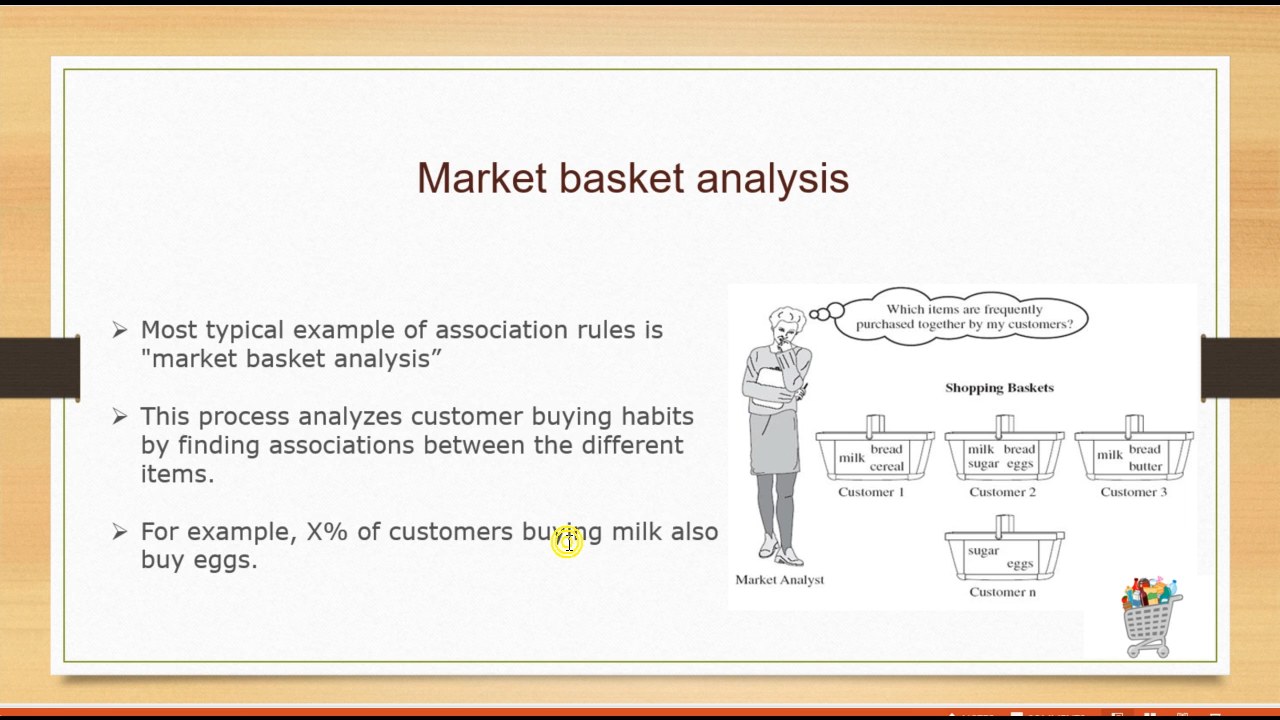 Market basket analysis
➢ Most typical example of association rules is
"market basket analysis”
➢ This process analyzes customer buying habits
by finding associations between the different
items.
➢ For example, X% of customers buying milk also
buy eggs.
Which items are frequently
purchased together by my customers?
Shopping Baskets
milk bread
cereal
Customer 1
milk bread
sugar eggs
Customer 2
milk bread
butter
Customer 3
sugar
eggs
Customer n
Market Analyst